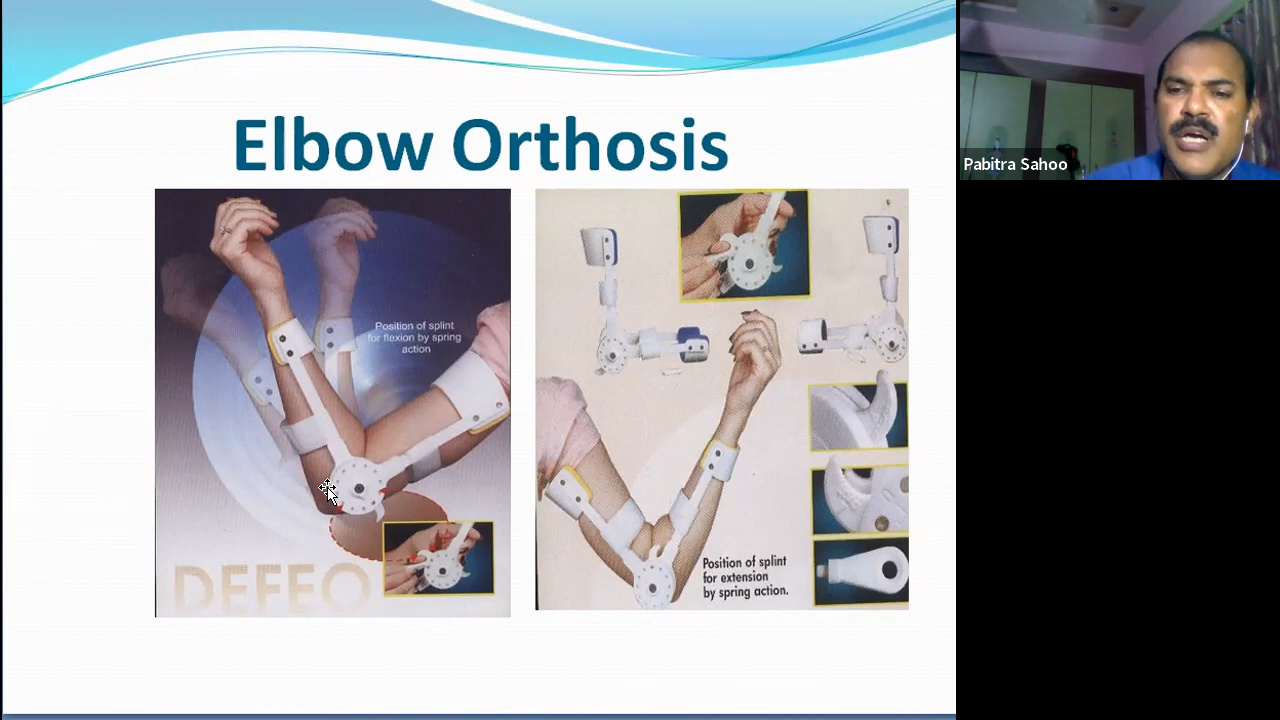 Elbow Orthosis
Position of splint
for flexion by spring
action
DEFEO
Position of splint
for extension
by spring action.
Pabitra Sahoo